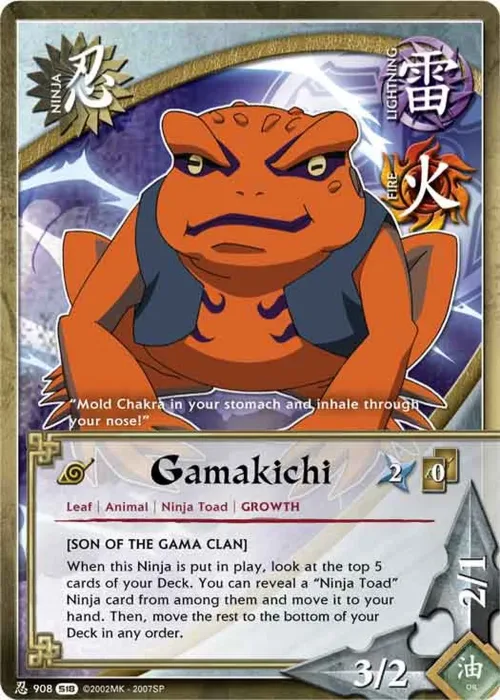 NINJA
忍
LIGHTNING
雷
FIRE
火
"Mold Chakra in your stomach and inhale through
your nose!"
Gamakichi
2
x0
Leaf | Animal | Ninja Toad | GROWTH
[SON OF THE GAMA CLAN]
When this Ninja is put in play, look at the top 5
cards of your Deck. You can reveal a "Ninja Toad"
Ninja card from among them and move it to your
hand. Then, move the rest to the bottom of your
Deck in any order.
2/1
3/2
油
OIL
忍 908 S18 ©2002MK - 2007SP